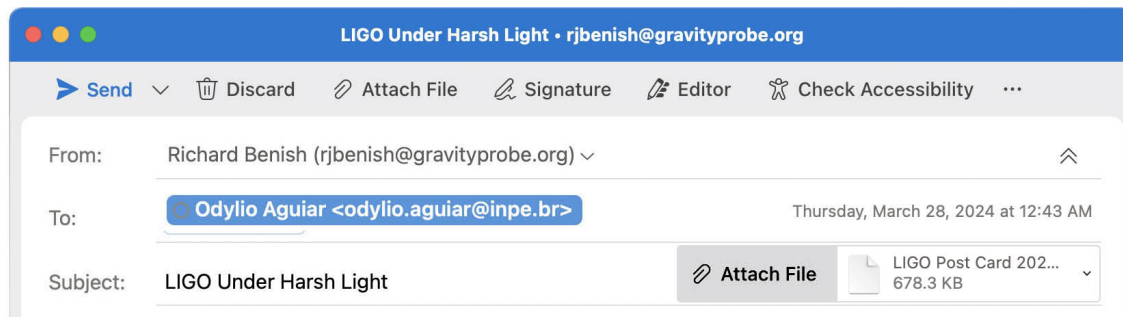 LIGO Under Harsh Light • rjbenish@gravityprobe.org
Send Discard Attach File Signature Editor Check Accessibility ...
From: Richard Benish (rjbenish@gravityprobe.org)
To: Odylio Aguiar <odylio.aguiar@inpe.br> Thursday, March 28, 2024 at 12:43 AM
Subject: LIGO Under Harsh Light Attach File LIGO Post Card 202...
678.3 KB